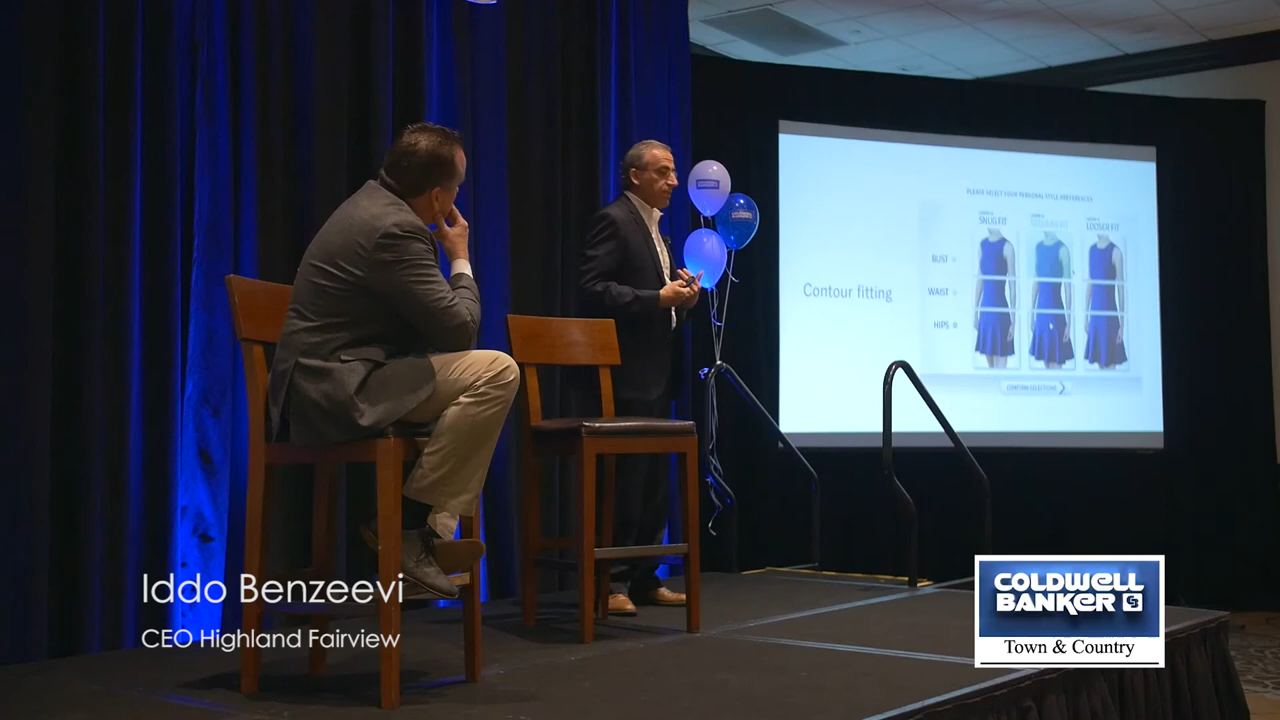 PLEASE SELECT YOUR PERSONAL STYLE PREFERENCES
SNUG FIT
LOOSER FIT
BUST
WAIST
HIPS
Contour fitting
CONFIRM SELECTIONS
Iddo Benzeevi
CEO Highland Fairview
COLDWELL
BANKER
Town & Country